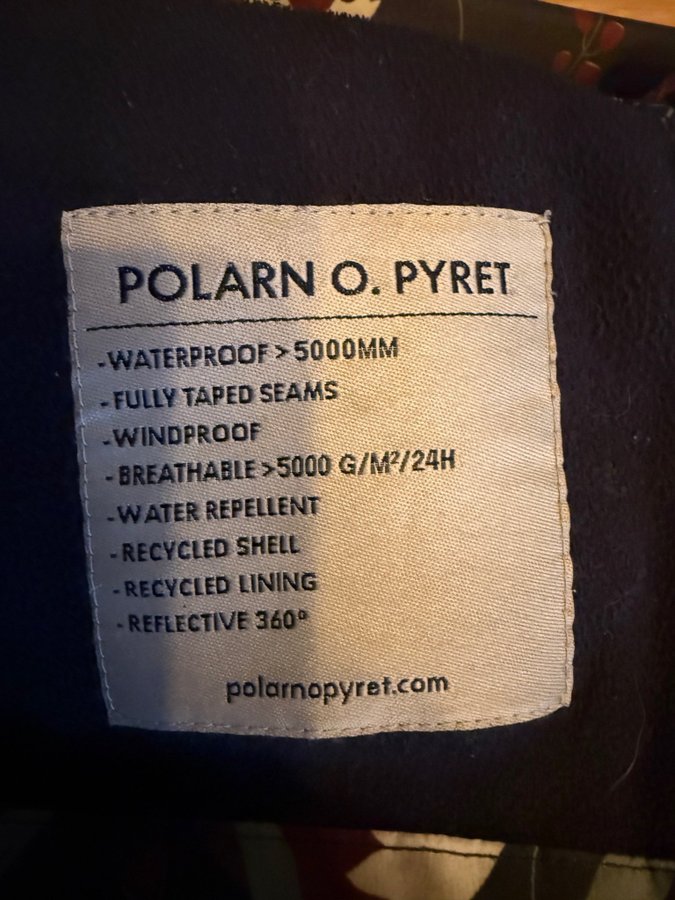 POLARN O. PYRET
-WATERPROOF > 5000MM
-FULLY TAPED SEAMS
-WINDPROOF
-BREATHABLE >5000 G/M²/24H
-WATER REPELLENT
-RECYCLED SHELL
-RECYCLED LINING
-REFLECTIVE 360°
polarnopyret.com